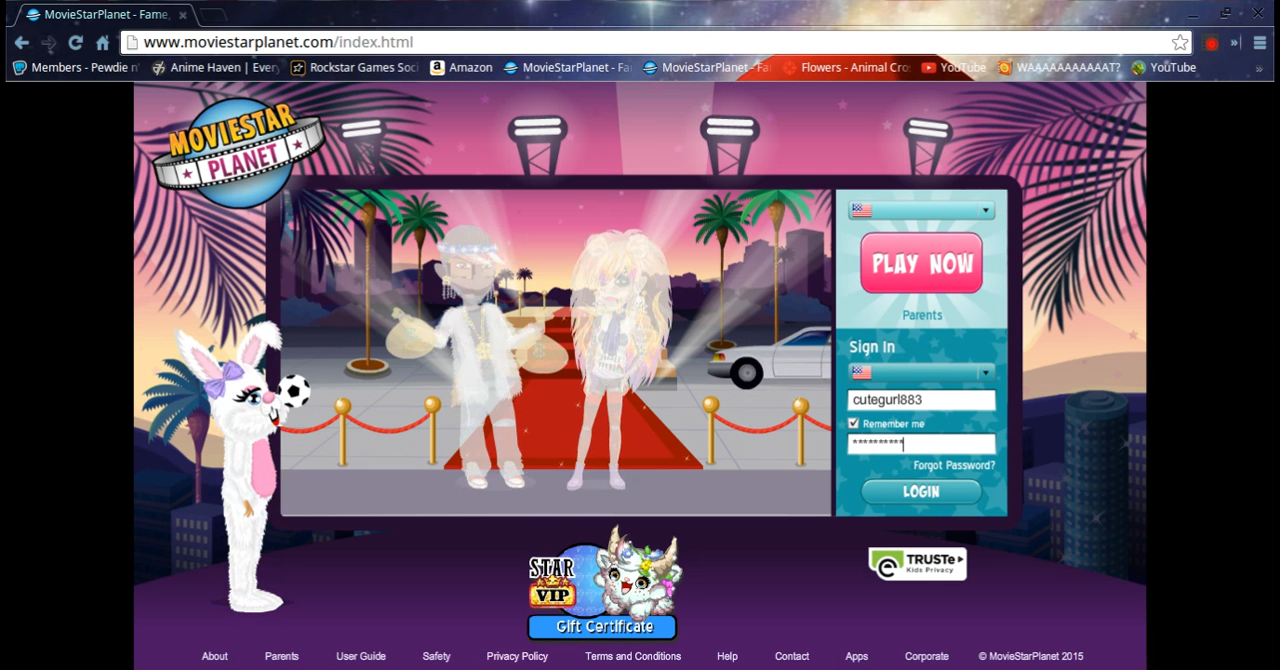 MovieStarPlanet - Fame,
www.moviestarplanet.com/index.html
Members - Pewdie n'
Anime Haven | Every
Rockstar Games Soci
Amazon
MovieStarPlanet - Fa
MovieStarPlanet - Fa
Flowers - Animal Cros
YouTube
WAAAAAAAAAAT?
YouTube
MOVIESTAR
PLANET
PLAY NOW
Parents
Sign In
cutegurl883
Remember me
**********
Forgot Password?
LOGIN
STAR
VIP
Gift Certificate
TRUSTe
Kids Privacy
About Parents User Guide Safety Privacy Policy Terms and Conditions Help Contact Apps Corporate © MovieStarPlanet 2015